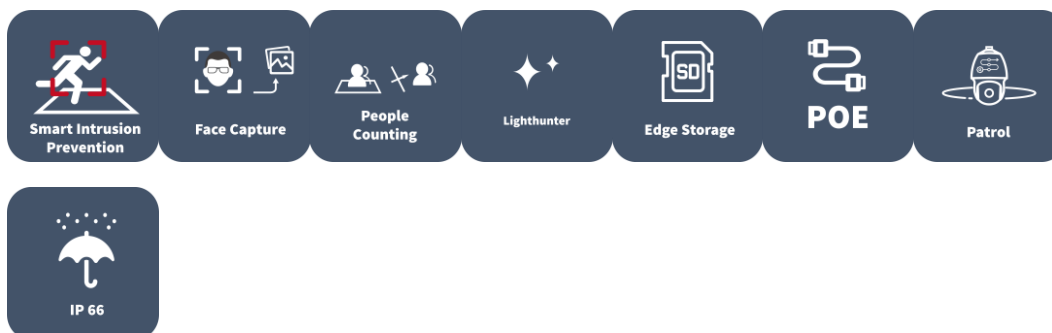 Smart Intrusion
Prevention
Face Capture
People
Counting
Lighthunter
SD
Edge Storage
POE
Patrol
IP 66